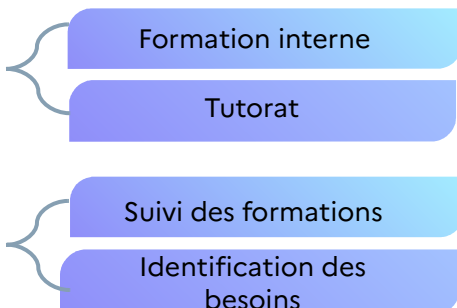 Formation interne
Tutorat
Suivi des formations
Identification des
besoins